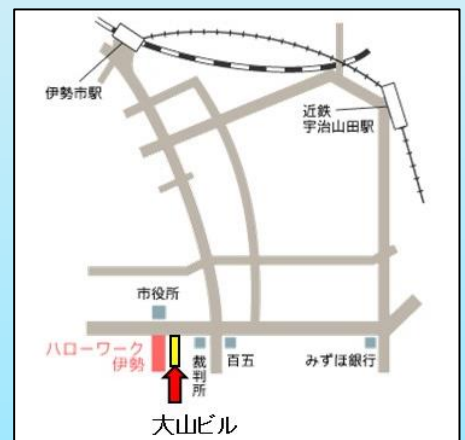 伊勢市駅
近鉄
宇治山田駅
市役所
ハローワーク
伊勢
裁判所
百五
みずほ銀行
大山ビル